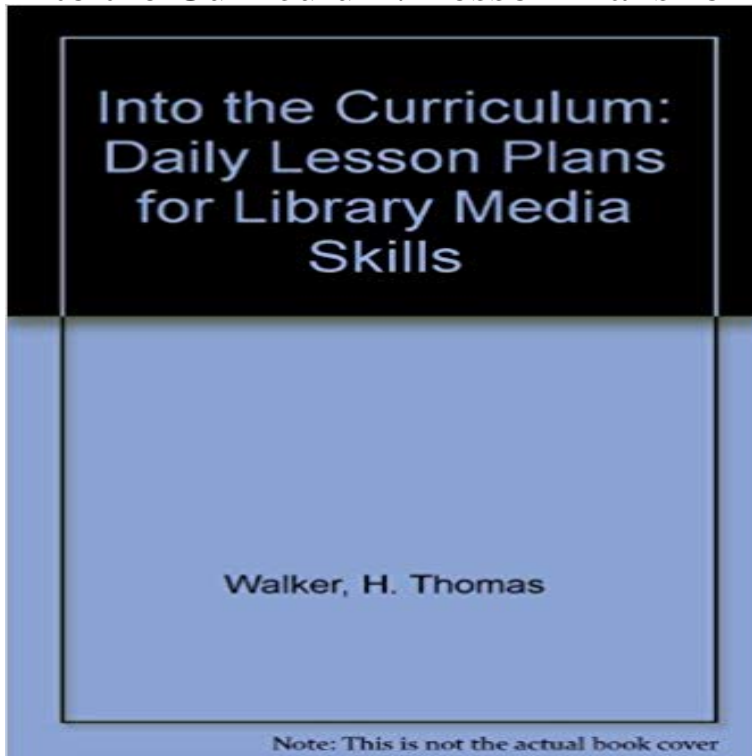 Into the Curriculum:
Daily Lesson Plans
for Library Media
Skills
Walker, H. Thomas
Note: This is not the actual book cover